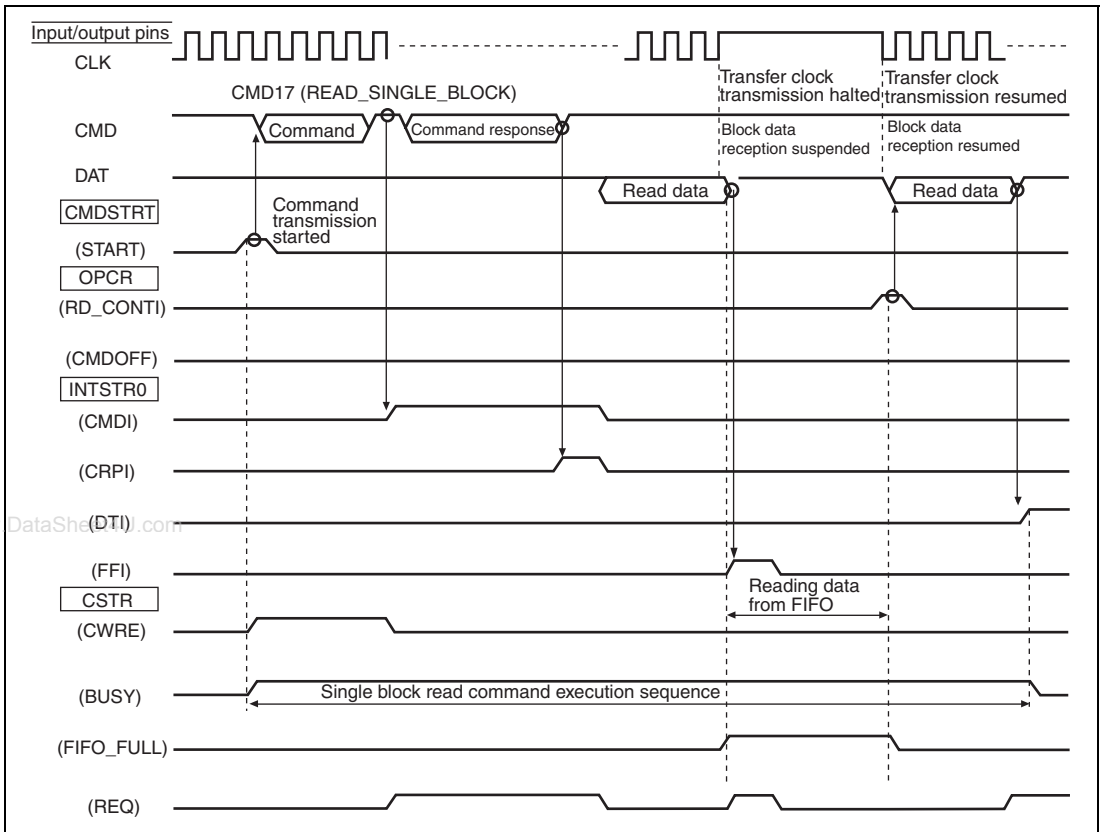 Input/output pins
CLK
Transfer clock
transmission halted
Transfer clock
transmission resumed
CMD17 (READ_SINGLE_BLOCK)
CMD
Command
Command response
Block data
reception suspended
Block data
reception resumed
DAT
Read data
Read data
CMDSTRT
Command
transmission
started
(START)
OPCR
(RD_CONTI)
(CMDOFF)
INTSTR0
(CMDI)
(CRPI)
(DTI)
(FFI)
Reading data
from FIFO
CSTR
(CWRE)
(BUSY)
Single block read command execution sequence
(FIFO_FULL)
(REQ)